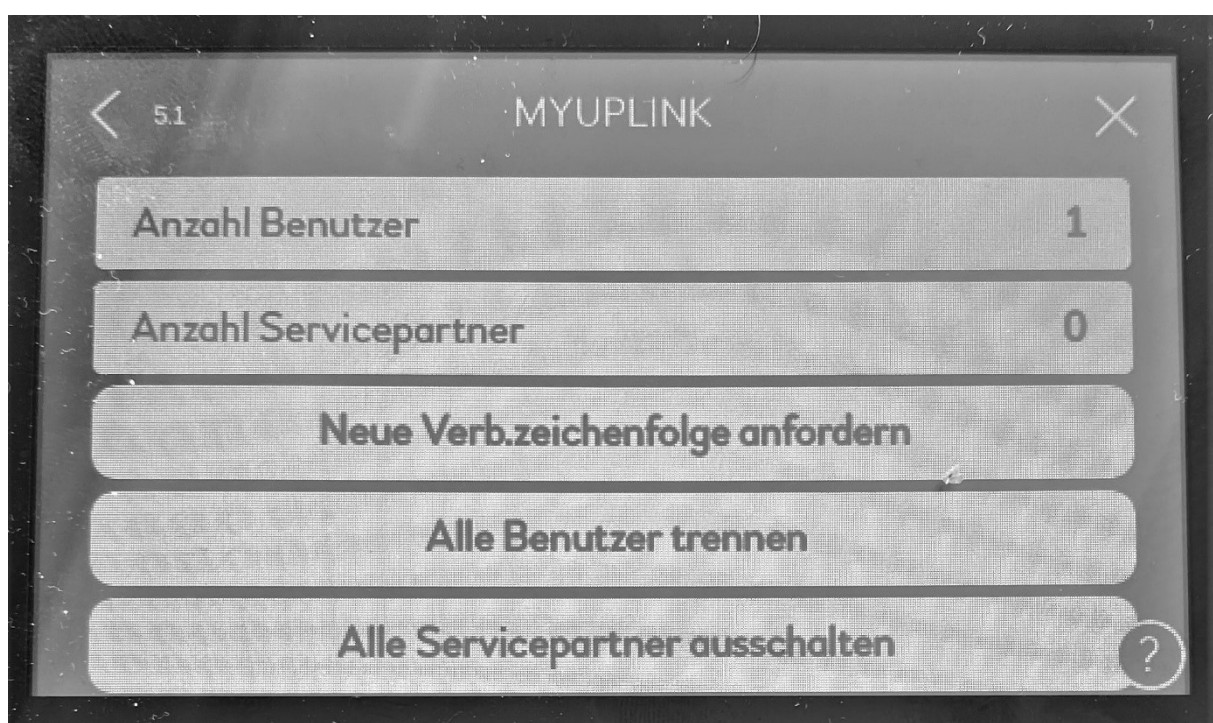 5.1 MYUPLINK
Anzahl Benutzer 1
Anzahl Servicepartner 0
Neue Verb.zeichenfolge anfordern
Alle Benutzer trennen
Alle Servicepartner ausschalten
?